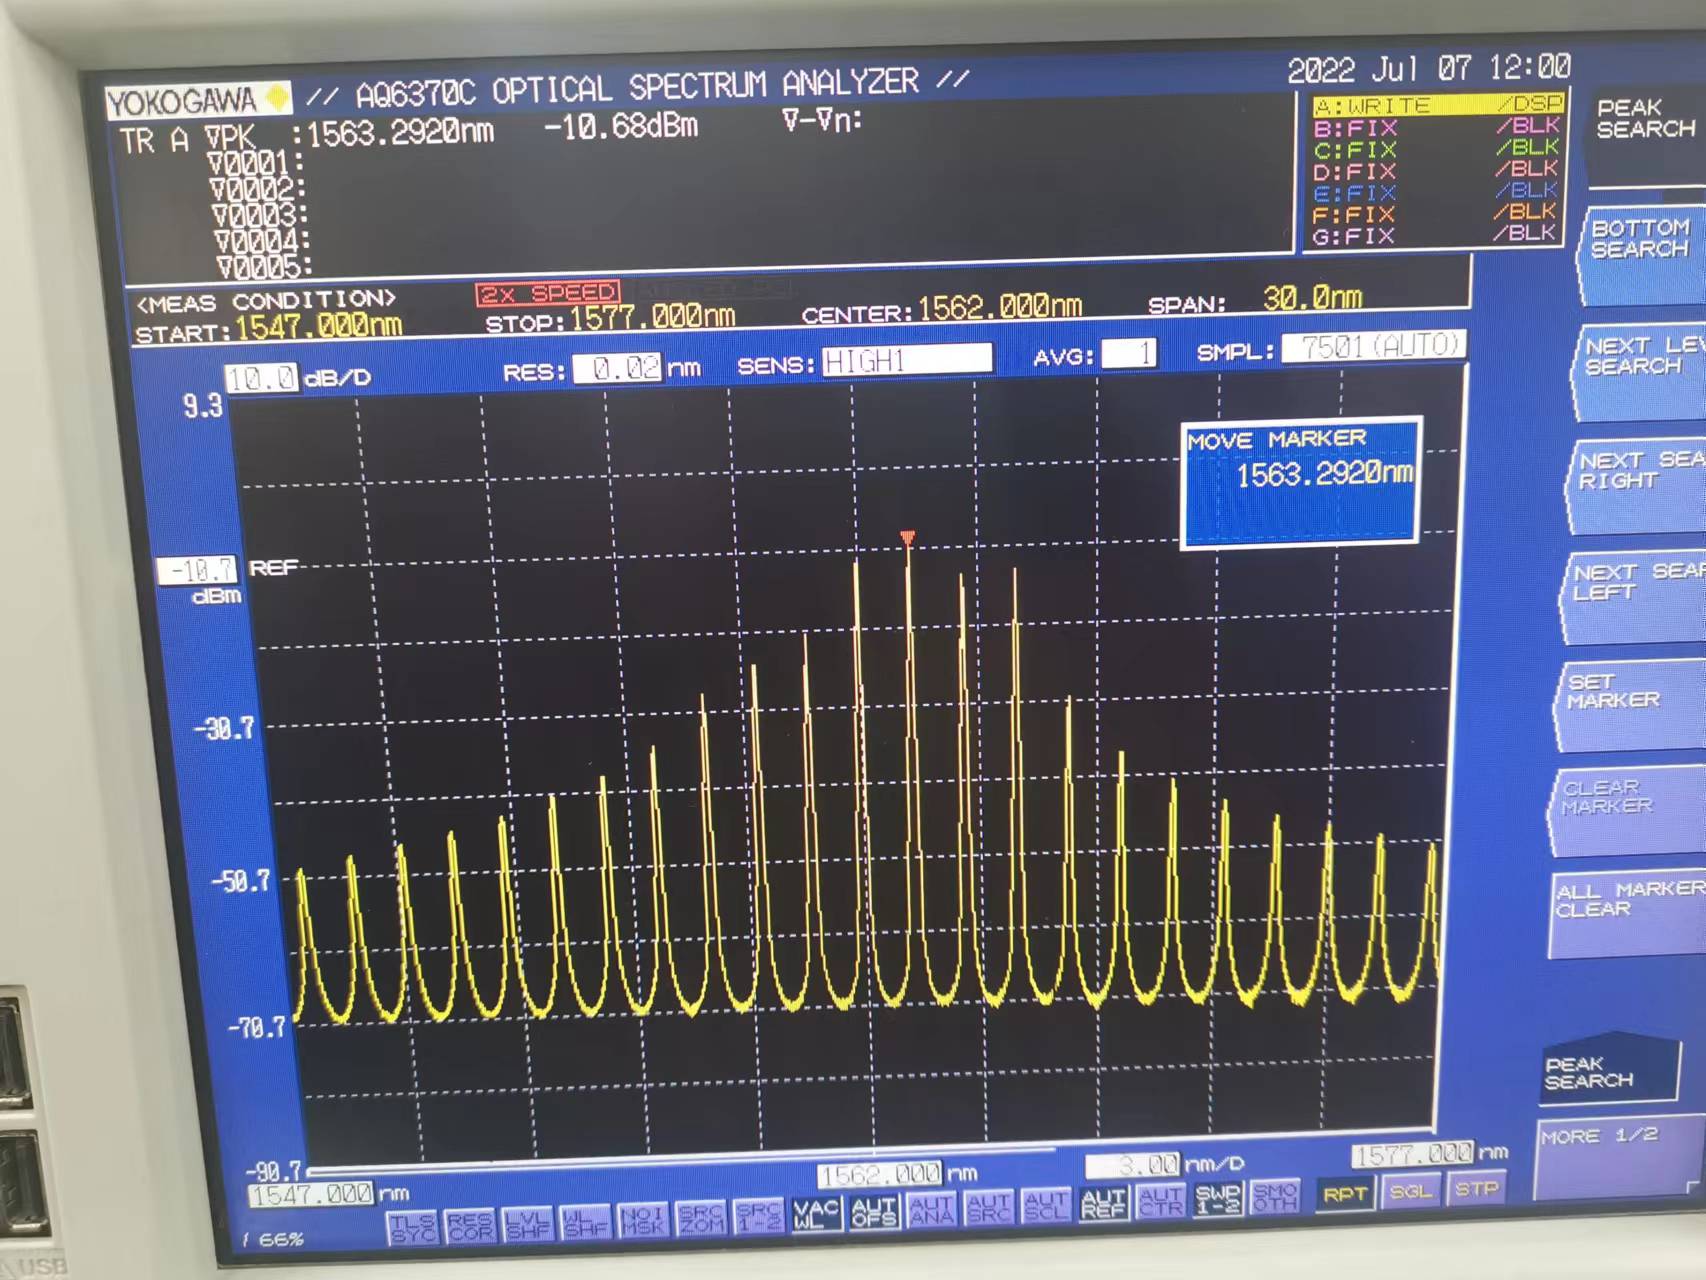 YOKOGAWA // AQ6370C OPTICAL SPECTRUM ANALYZER // 2022 Jul 07 12:00
TR A ∇PK :1563.2920nm -10.68dBm ∇-∇n:
∇0001:
∇0002:
∇0003:
∇0004:
∇0005:
A:WRITE /DSP
B:FIX /BLK
C:FIX /BLK
D:FIX /BLK
E:FIX /BLK
F:FIX /BLK
G:FIX /BLK
<MEAS CONDITION> 2X SPEED
START:1547.000nm STOP:1577.000nm CENTER:1562.000nm SPAN: 30.0nm
10.0 dB/D RES: 0.02 nm SENS: HIGH1 AVG: 1 SMPL: 7501(AUTO)
9.3
MOVE MARKER
1563.2920nm
-10.7 REF
dBm
-30.7
-50.7
-70.7
-90.7
1547.000 nm 1562.000 nm 3.00 nm/D 1577.000 nm
PEAK
SEARCH
BOTTOM
SEARCH
NEXT LEV
SEARCH
NEXT SEA
RIGHT
NEXT SEAR
LEFT
SET
MARKER
CLEAR
MARKER
ALL MARKER
CLEAR
PEAK
SEARCH
MORE 1/2
/ 66%
TLS SYC
RES COR
LVL SHF
WL SHF
NOI MSK
SRC ZOM
SRC 1-2
VAC WL
AUT OFS
AUT ANA
AUT SRC
AUT SCL
AUT REF
AUT CTR
SWP 1-2
SMO OTH
RPT
SGL
STP
USB